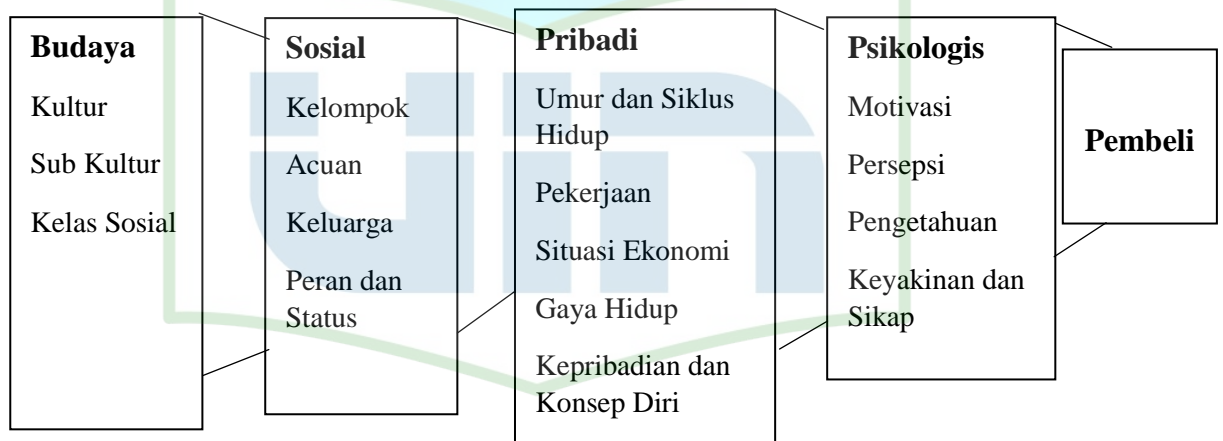 Budaya
Kultur
Sub Kultur
Kelas Sosial
Sosial
Kelompok
Acuan
Keluarga
Peran dan
Status
Pribadi
Umur dan Siklus
Hidup
Pekerjaan
Situasi Ekonomi
Gaya Hidup
Kepribadian dan
Konsep Diri
Psikologis
Motivasi
Persepsi
Pengetahuan
Keyakinan dan
Sikap
Pembeli
uin